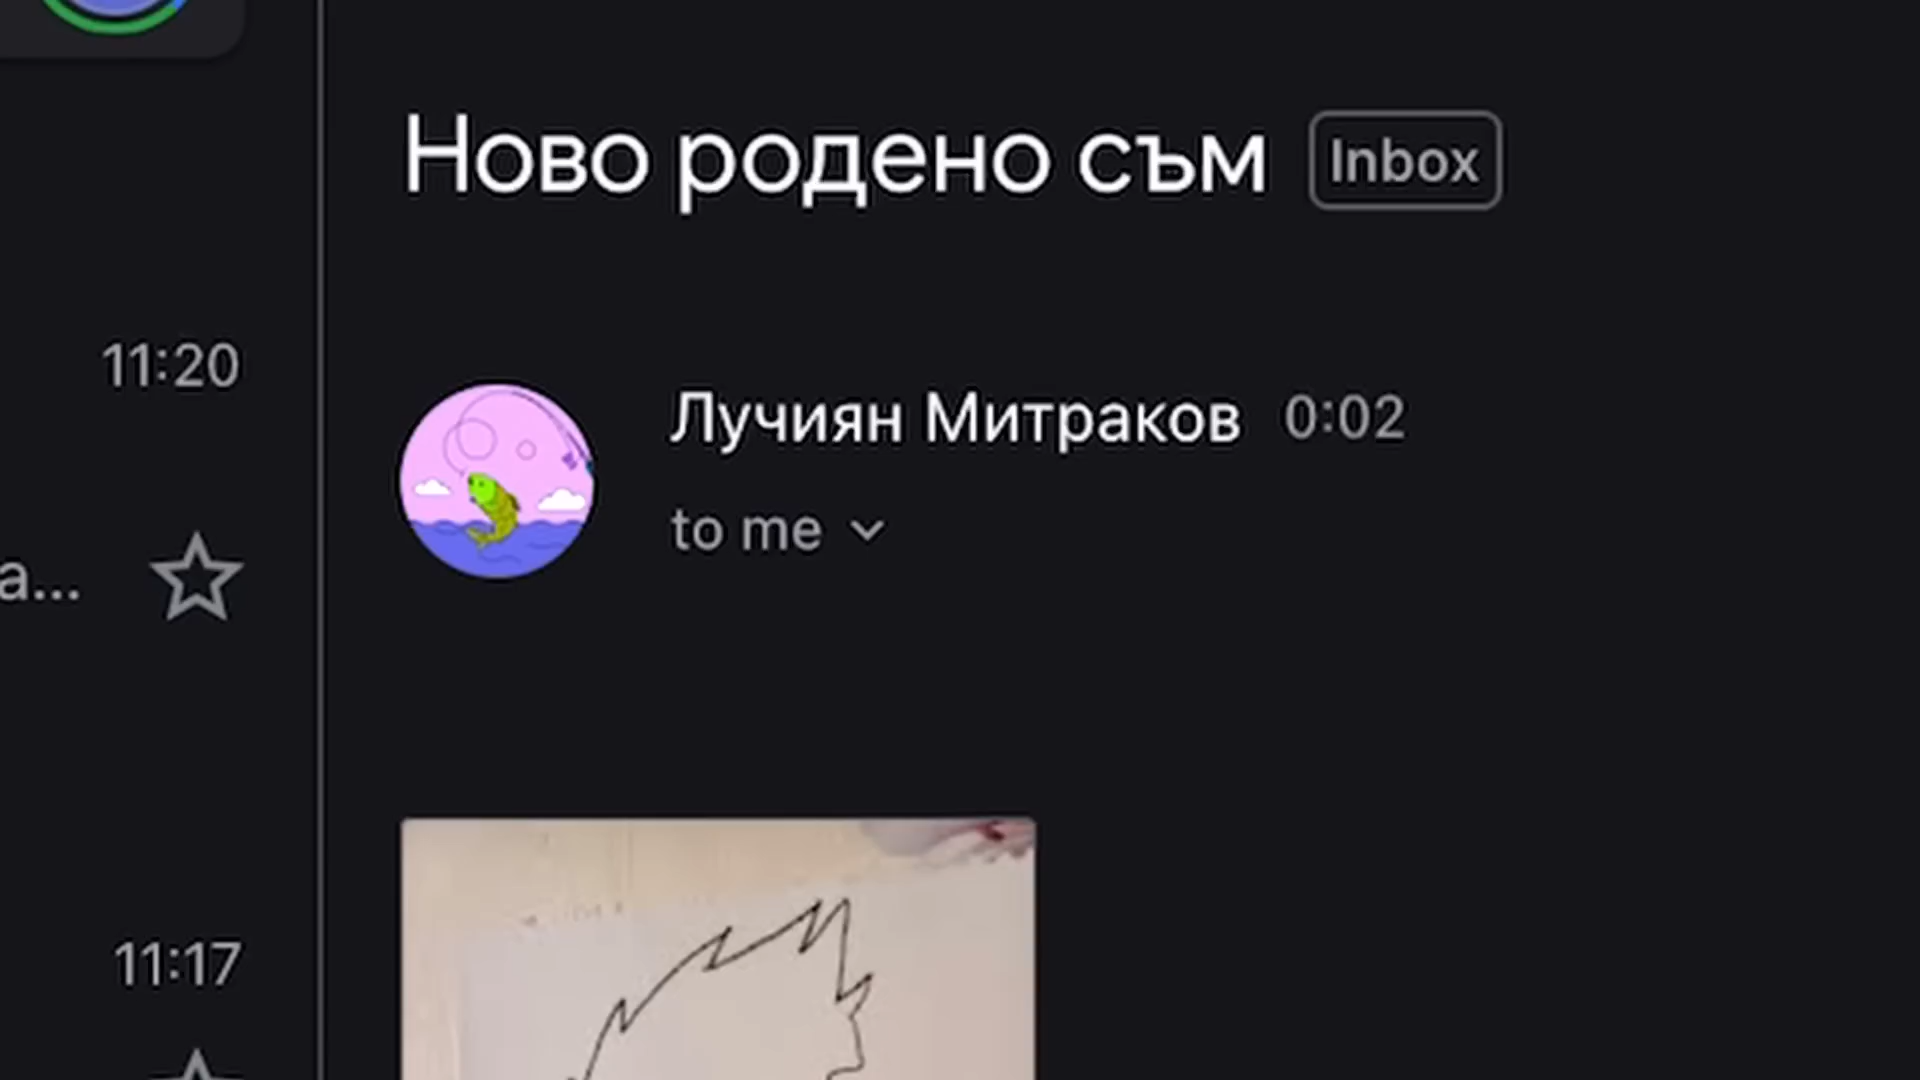 Ново родено съм Inbox
11:20
Лучиян Митраков 0:02
to me
а...
11:17